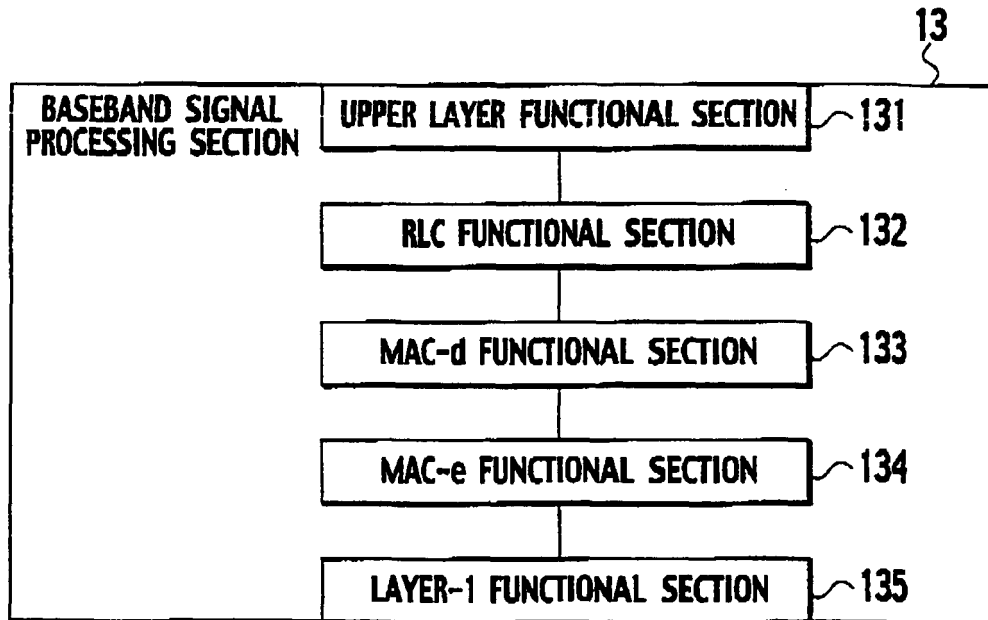 13
BASEBAND SIGNAL
PROCESSING SECTION
UPPER LAYER FUNCTIONAL SECTION
131
RLC FUNCTIONAL SECTION
132
MAC-d FUNCTIONAL SECTION
133
MAC-e FUNCTIONAL SECTION
134
LAYER-1 FUNCTIONAL SECTION
135